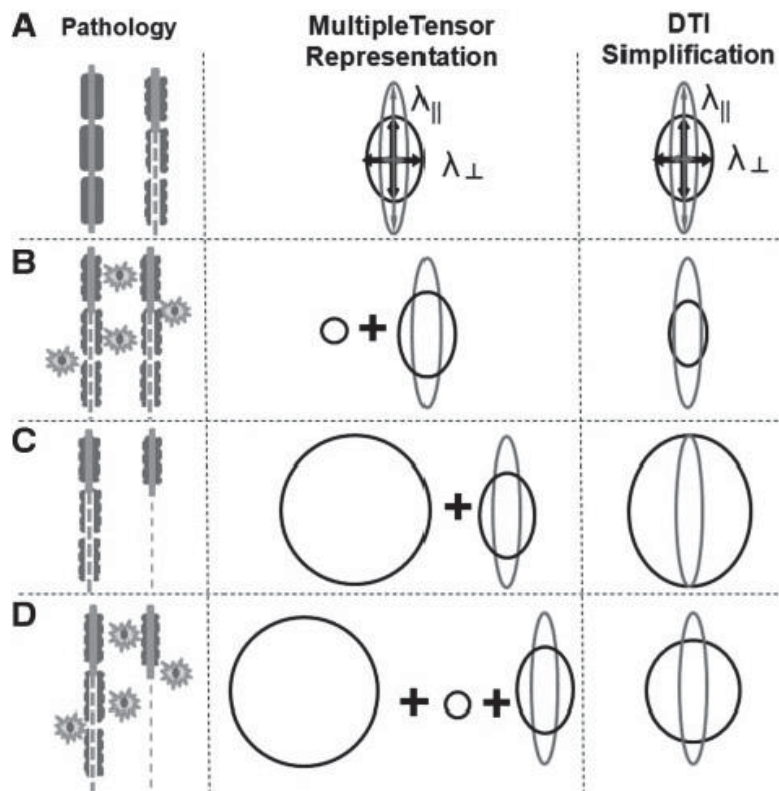 A
Pathology
MultipleTensor
Representation
DTI
Simplification
λ||
λ⊥
λ||
λ⊥
B
+
C
+
D
+
+